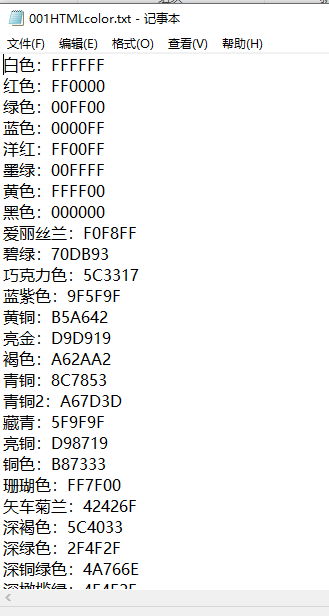 001HTMLcolor.txt - 记事本
文件(F) 编辑(E) 格式(O) 查看(V) 帮助(H)
白色：FFFFFF
红色：FF0000
绿色：00FF00
蓝色：0000FF
洋红：FF00FF
墨绿：00FFFF
黄色：FFFF00
黑色：000000
爱丽丝兰：F0F8FF
碧绿：70DB93
巧克力色：5C3317
蓝紫色：9F5F9F
黄铜：B5A642
亮金：D9D919
褐色：A62AA2
青铜：8C7853
青铜2：A67D3D
藏青：5F9F9F
亮铜：D98719
铜色：B87333
珊瑚色：FF7F00
矢车菊兰：42426F
深褐色：5C4033
深绿色：2F4F2F
深铜绿色：4A766E